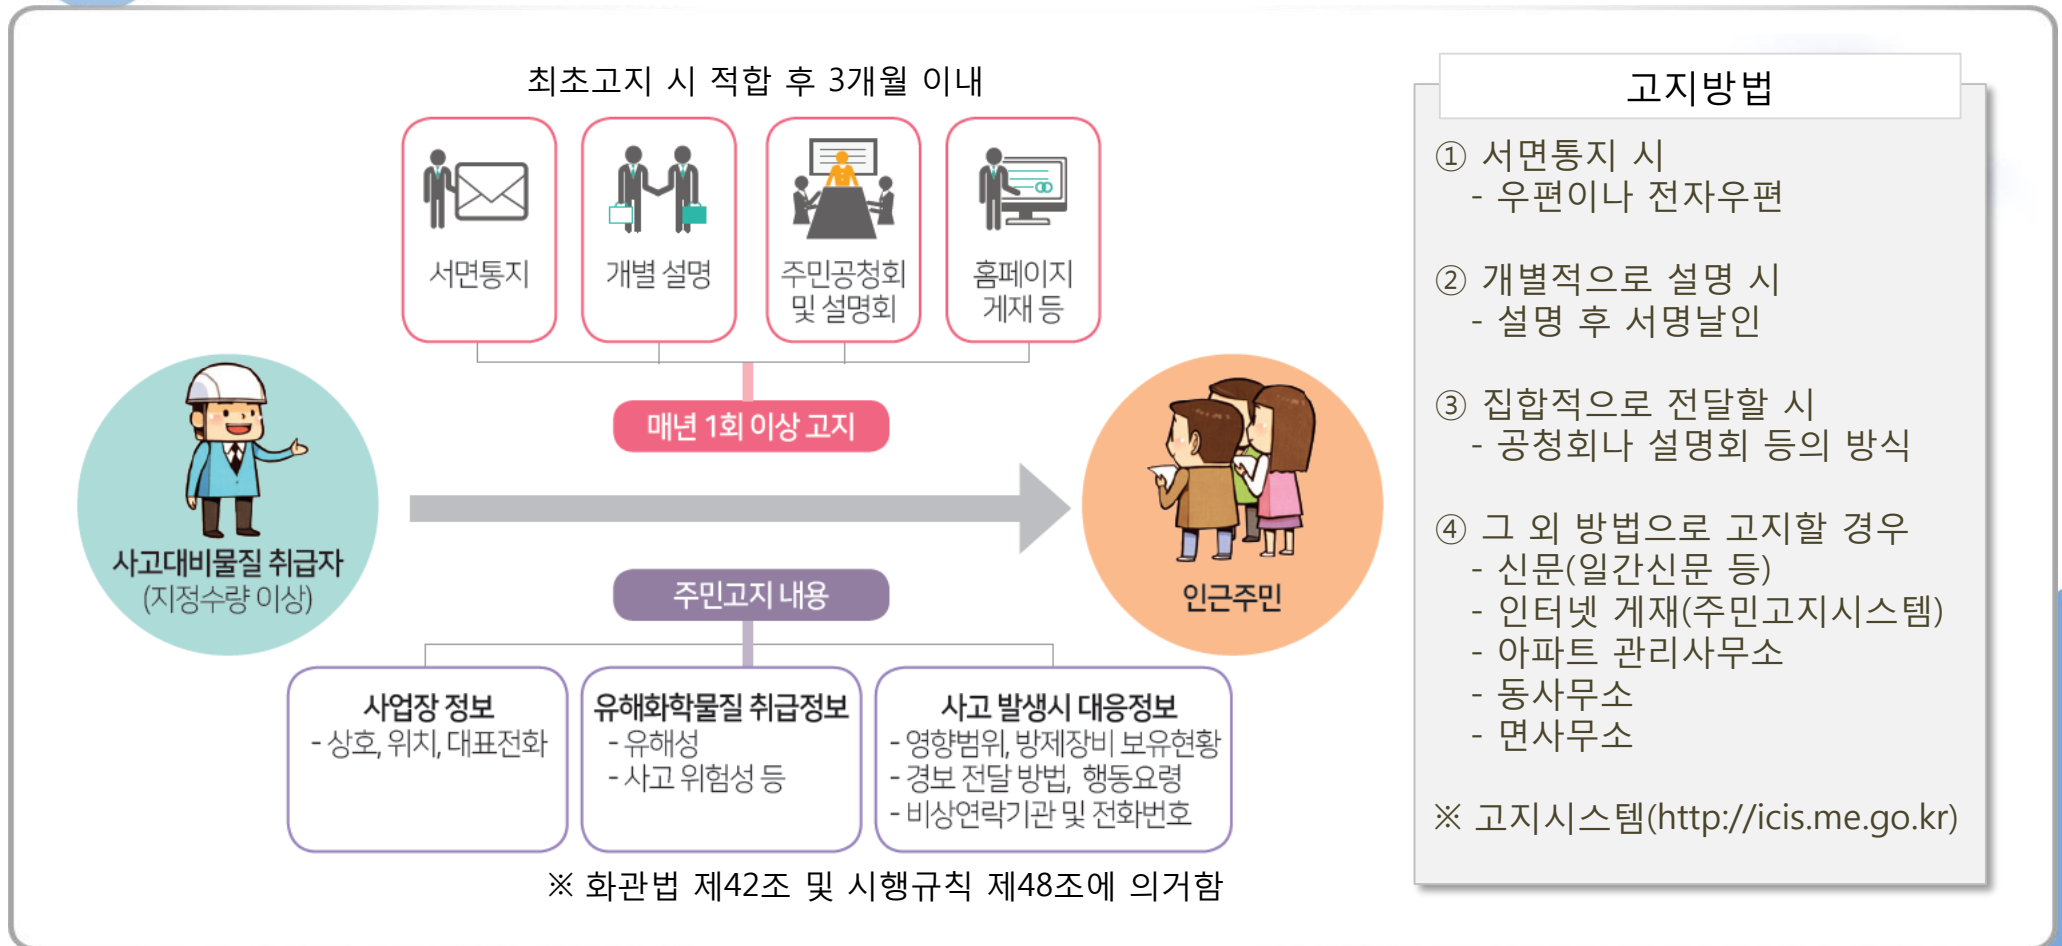 최초고지 시 적합 후 3개월 이내
서면통지
개별 설명
주민공청회
및 설명회
홈페이지
게재 등
매년 1회 이상 고지
사고대비물질 취급자
(지정수량 이상)
인근주민
주민고지 내용
사업장 정보
- 상호, 위치, 대표전화
유해화학물질 취급정보
- 유해성
- 사고 위험성 등
사고 발생시 대응정보
- 영향범위, 방제장비 보유현황
- 경보 전달 방법, 행동요령
- 비상연락기관 및 전화번호
※ 화관법 제42조 및 시행규칙 제48조에 의거함
고지방법
① 서면통지 시
- 우편이나 전자우편
② 개별적으로 설명 시
- 설명 후 서명날인
③ 집합적으로 전달할 시
- 공청회나 설명회 등의 방식
④ 그 외 방법으로 고지할 경우
- 신문(일간신문 등)
- 인터넷 게재(주민고지시스템)
- 아파트 관리사무소
- 동사무소
- 면사무소
※ 고지시스템(http://icis.me.go.kr)